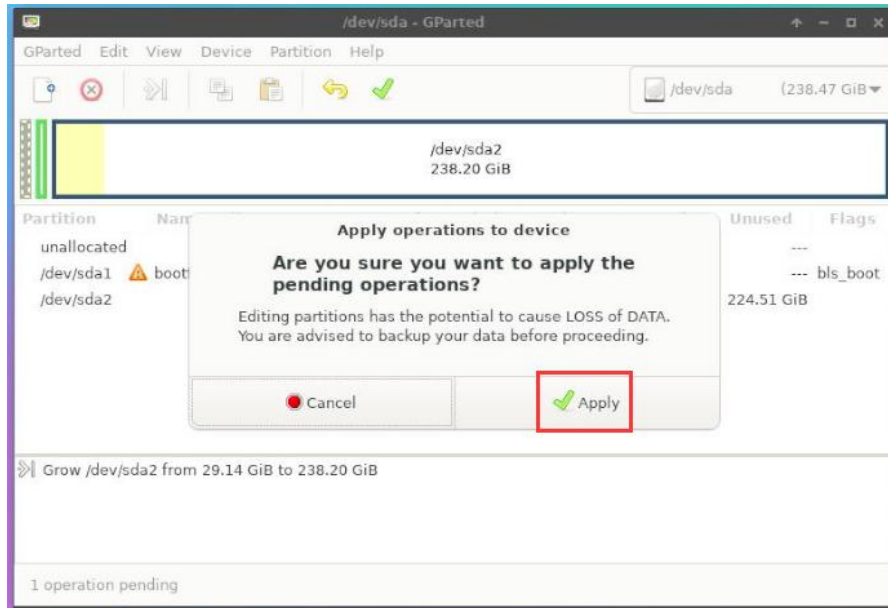 /dev/sda - GParted
GParted Edit View Device Partition Help
/dev/sda (238.47 GiB
/dev/sda2
238.20 GiB
Partition Nam Unused Flags
unallocated ---
/dev/sda1 boot --- bls_boot
/dev/sda2 224.51 GiB
Apply operations to device
Are you sure you want to apply the
pending operations?
Editing partitions has the potential to cause LOSS of DATA.
You are advised to backup your data before proceeding.
Cancel Apply
Grow /dev/sda2 from 29.14 GiB to 238.20 GiB
1 operation pending